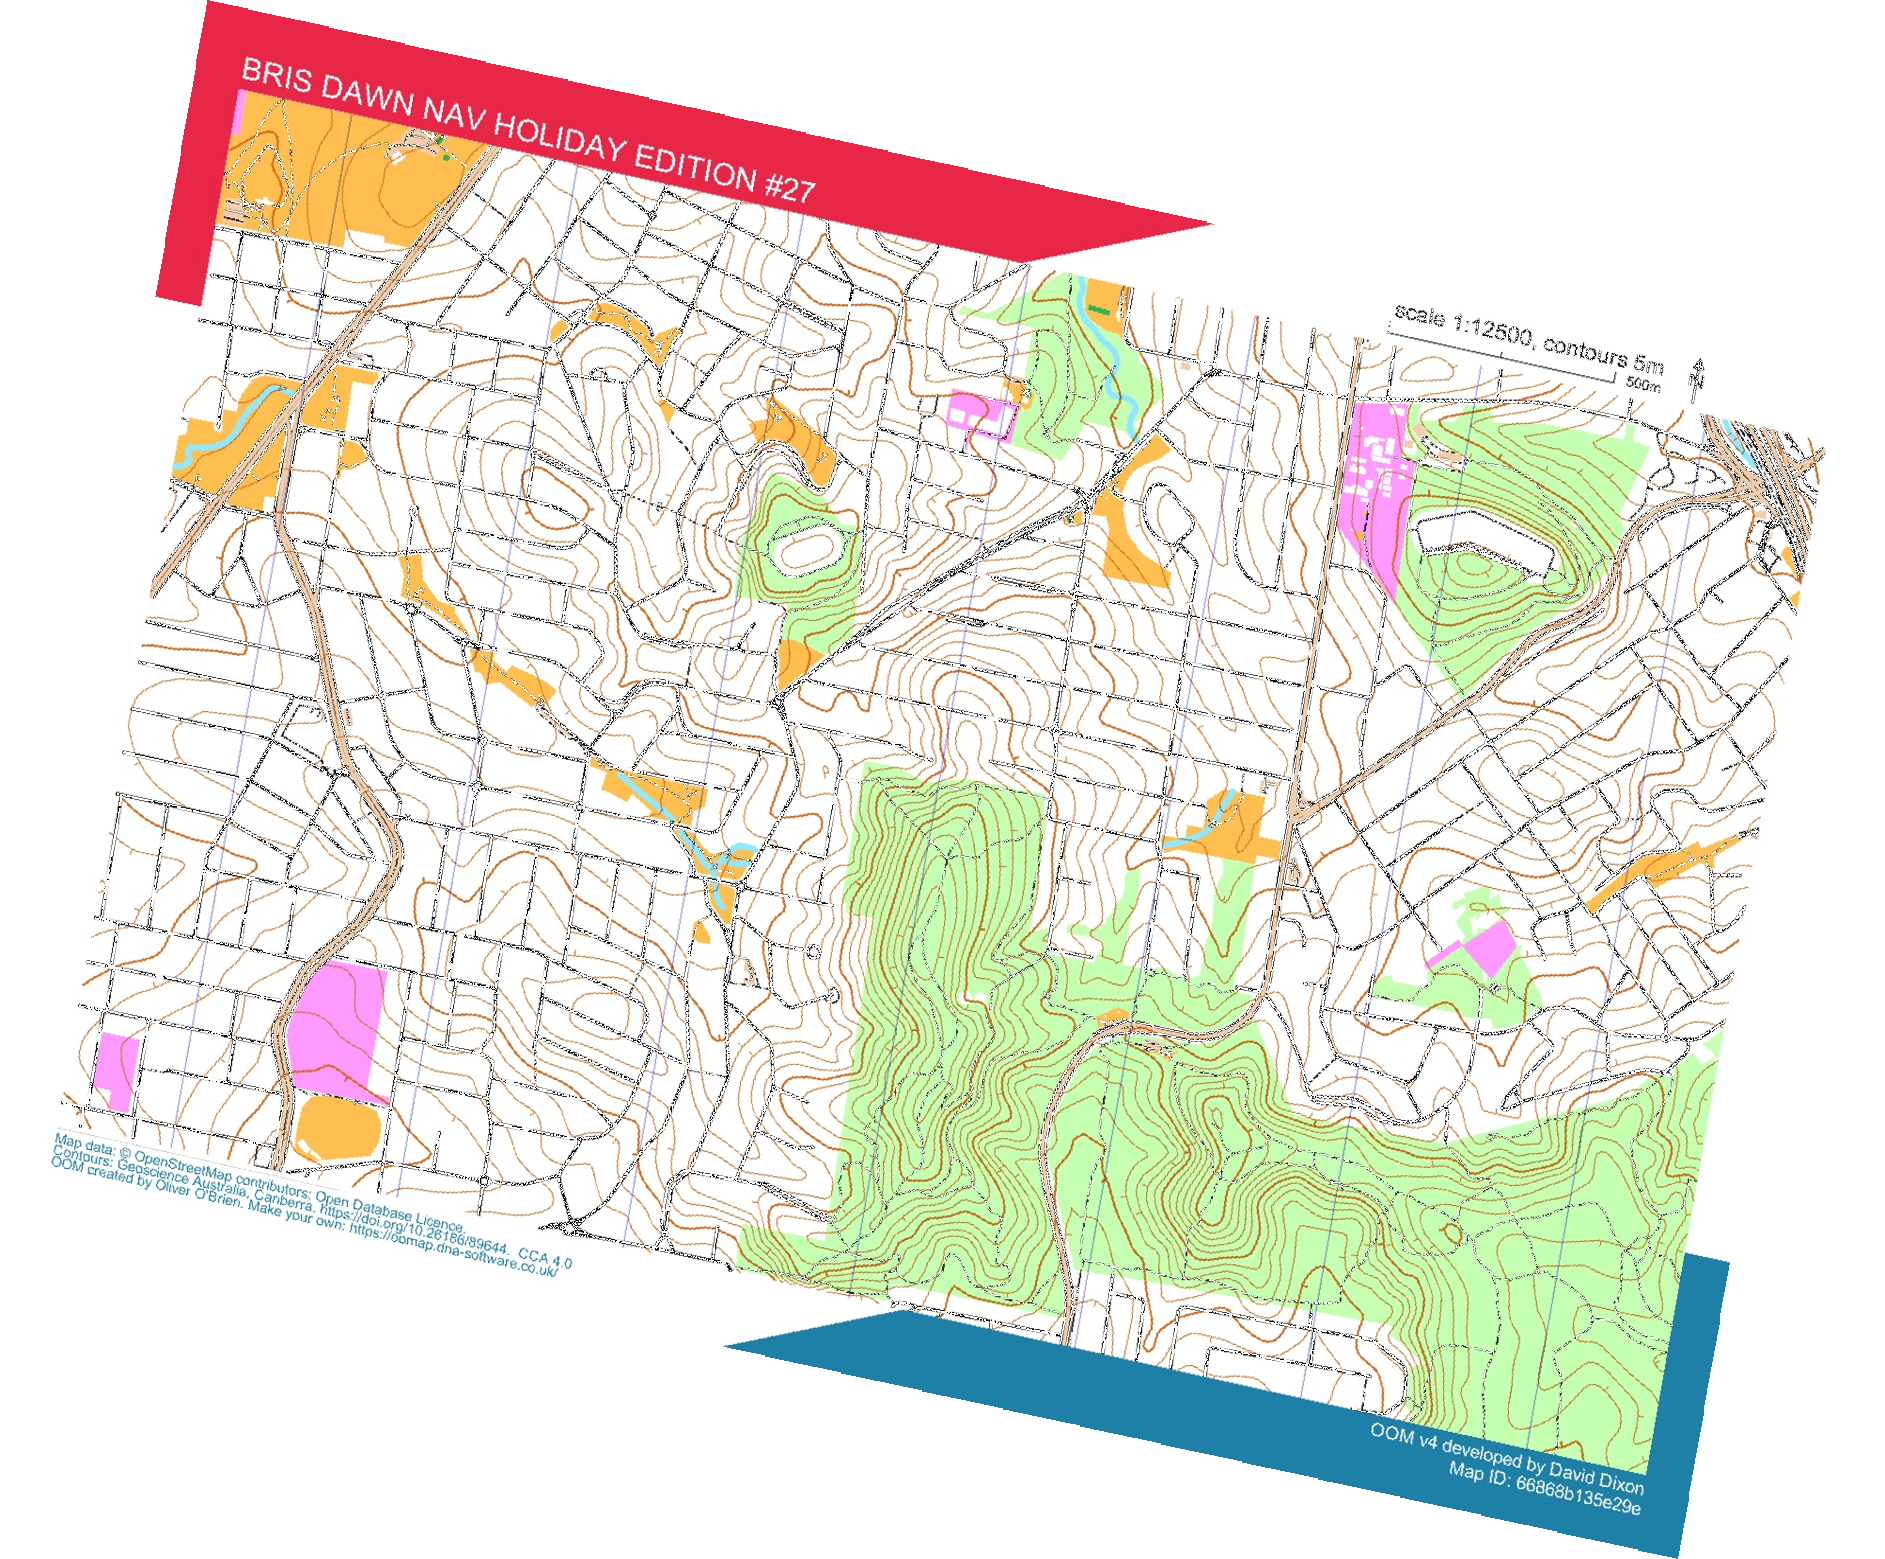 BRIS DAWN NAV HOLIDAY EDITION #27
scale 1:12500, contours 5m
500m
N
Map data: © OpenStreetMap contributors; Open Database Licence.
Contours: Geoscience Australia, Canberra. https://doi.org/10.26186/89644. CCA 4.0
OOM created by Oliver O'Brien. Make your own: https://oomap.dna-software.co.uk/
OOM v4 developed by David Dixon
Map ID: 66868b135e29e